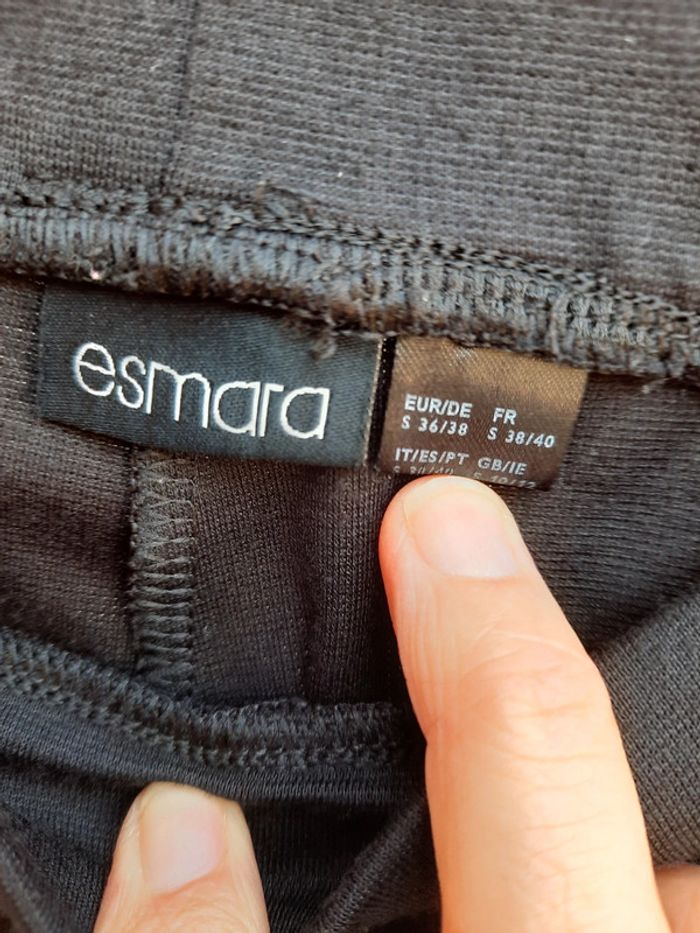 esmara
EUR/DE FR
S 36/38 S 38/40
IT/ES/PT GB/IE